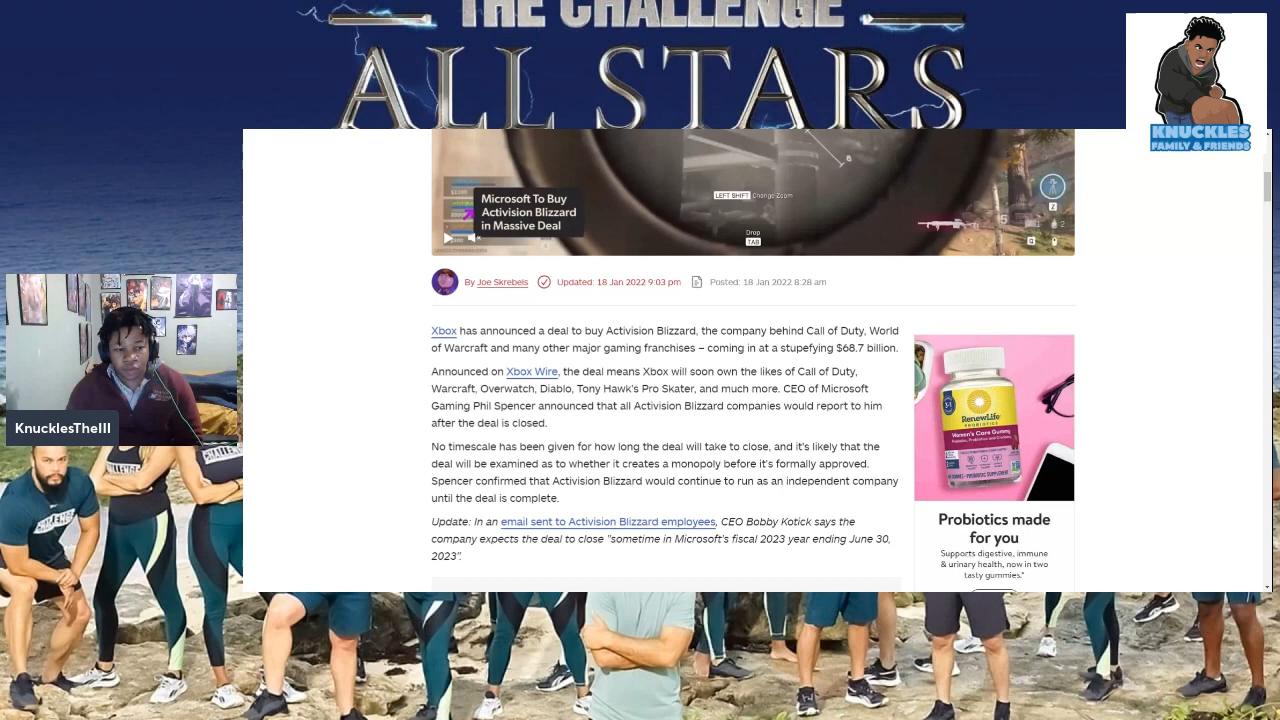 THE CHALLENGE
ALL STARS
KNUCKLES
FAMILY & FRIENDS
LEFT SHIFT Change Zoom
Microsoft To Buy
Activision Blizzard
in Massive Deal
Drop
TAB
By Joe Skrebels Updated: 18 Jan 2022 9:03 pm Posted: 18 Jan 2022 8:28 am
Xbox has announced a deal to buy Activision Blizzard, the company behind Call of Duty, World
of Warcraft and many other major gaming franchises – coming in at a stupefying $68.7 billion.
Announced on Xbox Wire, the deal means Xbox will soon own the likes of Call of Duty,
Warcraft, Overwatch, Diablo, Tony Hawk's Pro Skater, and much more. CEO of Microsoft
Gaming Phil Spencer announced that all Activision Blizzard companies would report to him
after the deal is closed.
No timescale has been given for how long the deal will take to close, and it's likely that the
deal will be examined as to whether it creates a monopoly before it's formally approved.
Spencer confirmed that Activision Blizzard would continue to run as an independent company
until the deal is complete.
Update: In an email sent to Activision Blizzard employees, CEO Bobby Kotick says the
company expects the deal to close "sometime in Microsoft's fiscal 2023 year ending June 30,
2023".
RenewLife
PROBIOTICS
Women's Care Gummy
Probiotics made
for you
Supports digestive, immune
& urinary health, now in two
tasty gummies.*
KnucklesTheIII
CHALLENGE